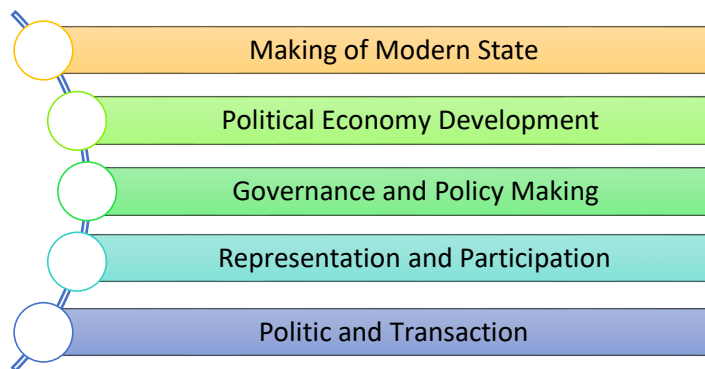 Making of Modern State
Political Economy Development
Governance and Policy Making
Representation and Participation
Politic and Transaction